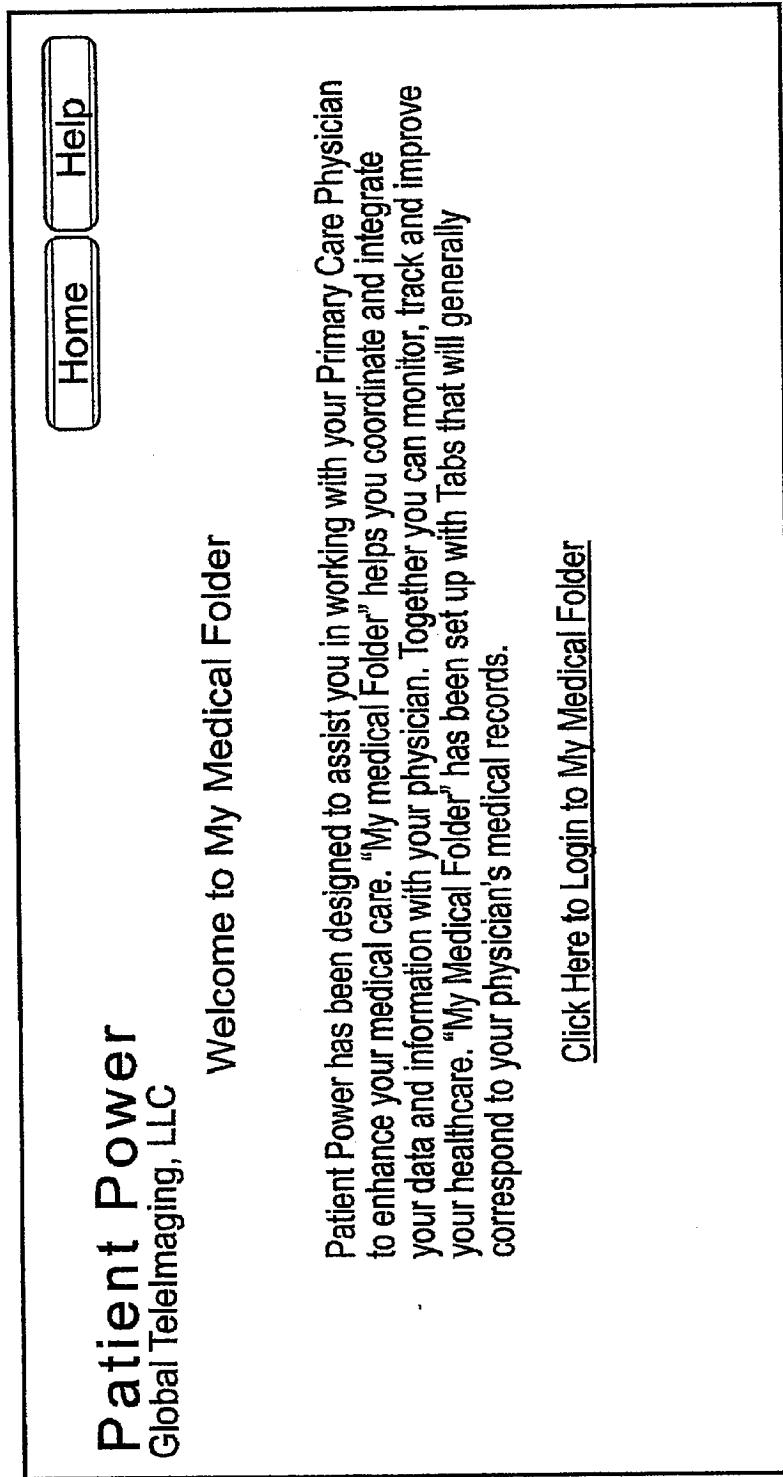 Patient Power
Global TeleImaging, LLC
Home
Help
Welcome to My Medical Folder
Patient Power has been designed to assist you in working with your Primary Care Physician
to enhance your medical care. “My medical Folder” helps you coordinate and integrate
your data and information with your physician. Together you can monitor, track and improve
your healthcare. “My Medical Folder” has been set up with Tabs that will generally
correspond to your physician's medical records.
Click Here to Login to My Medical Folder